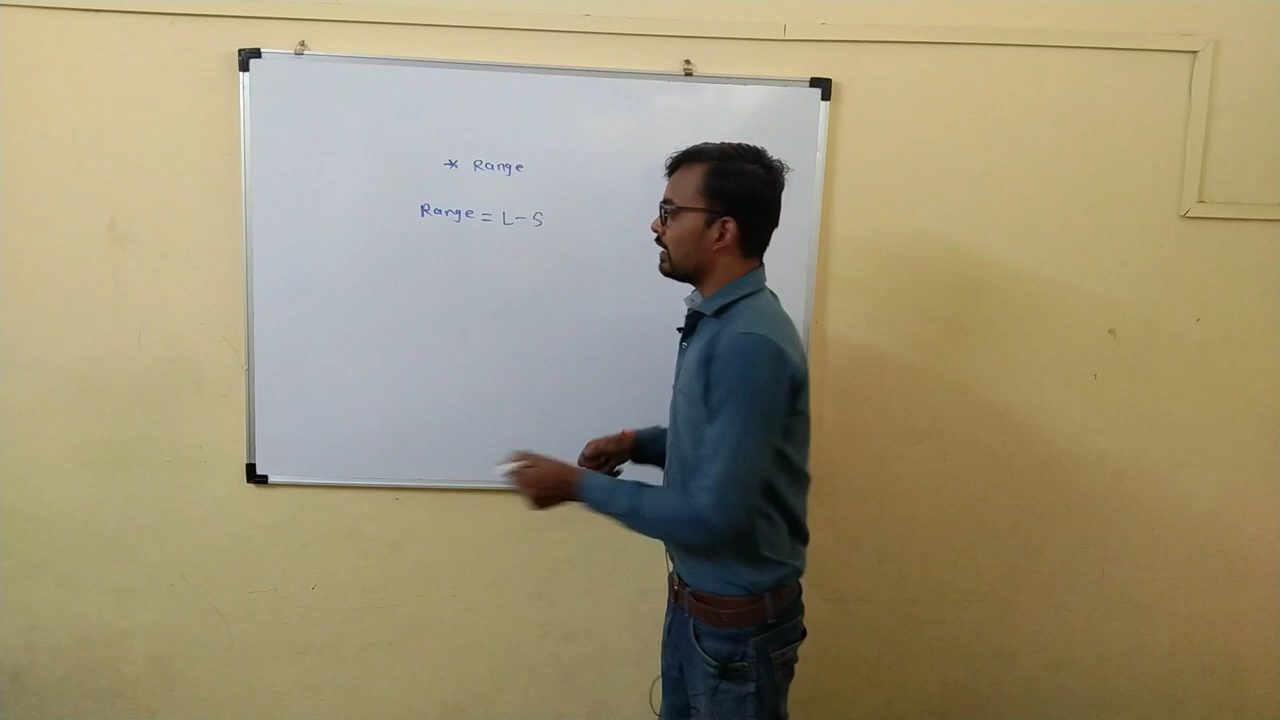 * Range
Range = L - S